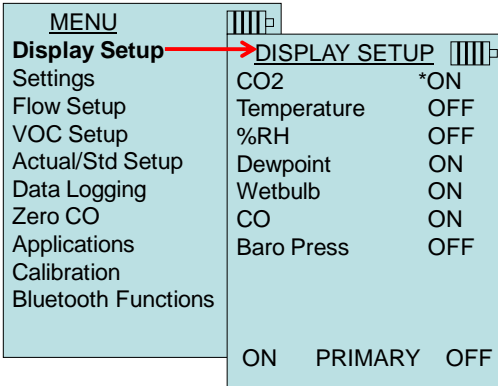 MENU
Display Setup
Settings
Flow Setup
VOC Setup
Actual/Std Setup
Data Logging
Zero CO
Applications
Calibration
Bluetooth Functions
DISPLAY SETUP
CO2 *ON
Temperature OFF
%RH OFF
Dewpoint ON
Wetbulb ON
CO ON
Baro Press OFF
ON PRIMARY OFF